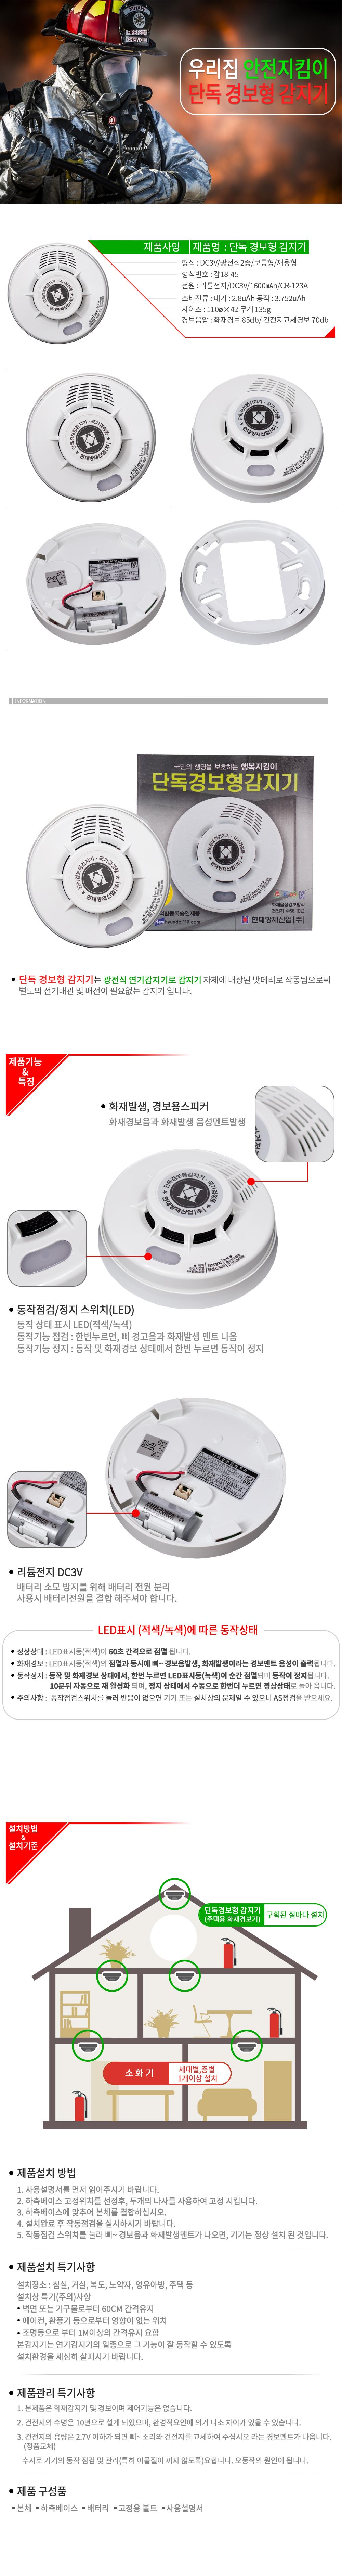 우리집 안전지킴이
단독 경보형 감지기
제품사양 제품명 : 단독 경보형 감지기
형식 : DC3V/광전식2종/보통형/재용형
형식번호 : 감18-45
전원 : 리튬전지/DC3V/1600㎃h/CR-123A
소비전류 : 대기 : 2.8uAh 동작 : 3.752uAh
사이즈 : 110ø×42 무게 135g
경보음압 : 화재경보 85db/ 건전지교체경보 70db
INFORMATION
국민의 생명을 보호하는 행복지킴이
단독경보형감지기
화재음성경보방식
건전지 수명 10년
현대방재산업(주)
• 단독 경보형 감지기는 광전식 연기감지기로 감지기 자체에 내장된 밧데리로 작동됨으로써
별도의 전기배관 및 배선이 필요없는 감지기 입니다.
제품기능
&
특징
• 화재발생, 경보용스피커
화재경보음과 화재발생 음성멘트발생
• 동작점검/정지 스위치(LED)
동작 상태 표시 LED(적색/녹색)
동작기능 점검 : 한번누르면, 삐 경고음과 화재발생 멘트 나옴
동작기능 정지 : 동작 및 화재경보 상태에서 한번 누르면 동작이 정지
• 리튬전지 DC3V
배터리 소모 방지를 위해 배터리 전원 분리
사용시 배터리전원을 결합 해주셔야 합니다.
LED표시 (적색/녹색)에 따른 동작상태
• 정상상태 : LED표시등(적색)이 60초 간격으로 점멸 됩니다.
• 화재경보 : LED표시등(적색)의 점멸과 동시에 삐~ 경보음발생, 화재발생이라는 경보멘트 음성이 출력됩니다.
• 동작정지 : 동작 및 화재경보 상태에서, 한번 누르면 LED표시등(녹색)이 순간 점멸되며 동작이 정지됩니다.
10분뒤 자동으로 재 활성화 되며, 정지 상태에서 수동으로 한번더 누르면 정상상태로 돌아 옵니다.
• 주의사항 : 동작점검스위치를 눌러 반응이 없으면 기기 또는 설치상의 문제일 수 있으니 AS점검을 받으세요.
설치방법
&
설치기준
단독경보형 감지기
(주택용 화재경보기)
구획된 실마다 설치
소 화 기
세대별,층별
1개이상 설치
• 제품설치 방법
1. 사용설명서를 먼저 읽어주시기 바랍니다.
2. 하측베이스 고정위치를 선정후, 두개의 나사를 사용하여 고정 시킵니다.
3. 하측베이스에 맞추어 본체를 결합하십시오.
4. 설치완료 후 작동점검을 실시하시기 바랍니다.
5. 작동점검 스위치를 눌러 삐~ 경보음과 화재발생멘트가 나오면, 기기는 정상 설치 된 것입니다.
• 제품설치 특기사항
설치장소 : 침실, 거실, 복도, 노약자, 영유아방, 주택 등
설치상 특기(주의)사항
• 벽면 또는 기구물로부터 60CM 간격유지
• 에어컨, 환풍기 등으로부터 영향이 없는 위치
• 조명등으로 부터 1M이상의 간격유지 요함
본감지기는 연기감지기의 일종으로 그 기능이 잘 동작할 수 있도록
설치환경을 세심히 살피시기 바랍니다.
• 제품관리 특기사항
1. 본제품은 화재감지기 및 경보이며 제어기능은 없습니다.
2. 건전지의 수명은 10년으로 설계 되었으며, 환경적요인에 의거 다소 차이가 있을 수 있습니다.
3. 건전지의 용량은 2.7V 이하가 되면 삐~ 소리와 건전지를 교체하여 주십시오 라는 경보멘트가 나옵니다.
(정품교체)
수시로 기기의 동작 점검 및 관리(특히 이물질이 끼지 않도록)요합니다. 오동작의 원인이 됩니다.
• 제품 구성품
▪본체 ▪하측베이스 ▪배터리 ▪고정용 볼트 ▪사용설명서